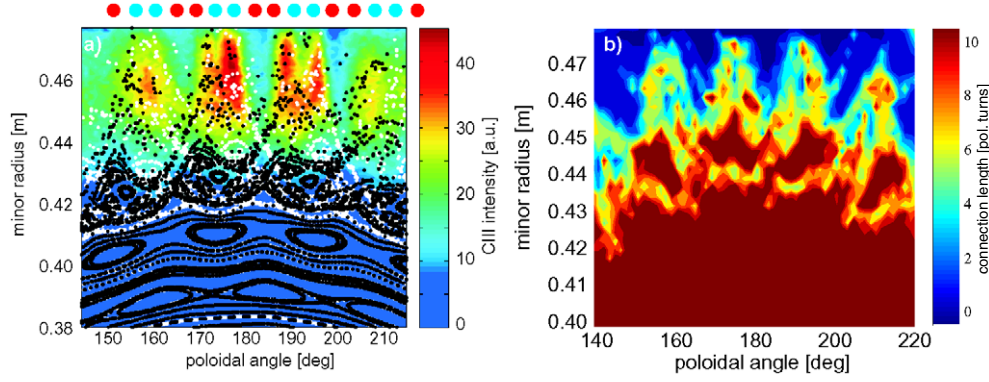 a)
0.46
0.44
0.42
0.40
0.38
minor radius [m]
150 160 170 180 190 200 210
poloidal angle [deg]
40
30
20
10
0
CIII intensity [a.u.]
b)
0.47
0.46
0.45
0.44
0.43
0.42
0.41
0.40
minor radius [m]
140 160 180 200 220
poloidal angle [deg]
10
8
6
4
2
0
connection length [pol. turns]